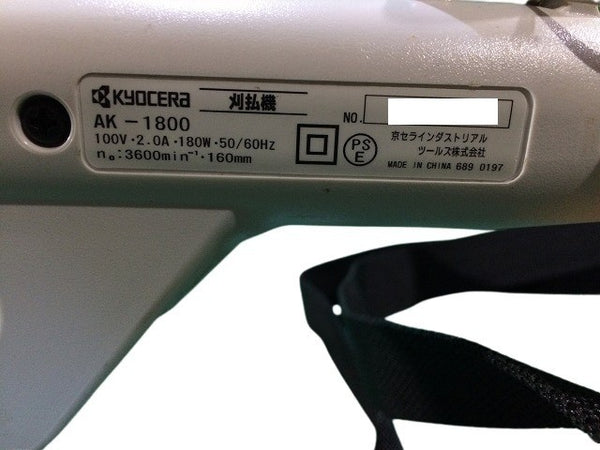 KYOCERA 刈払機
AK-1800
100V・2.0A・180W・50/60Hz
n₀:3600min⁻¹・160mm
PS
E
NO.
京セラインダストリアル
ツールズ株式会社
MADE IN CHINA 689 0197